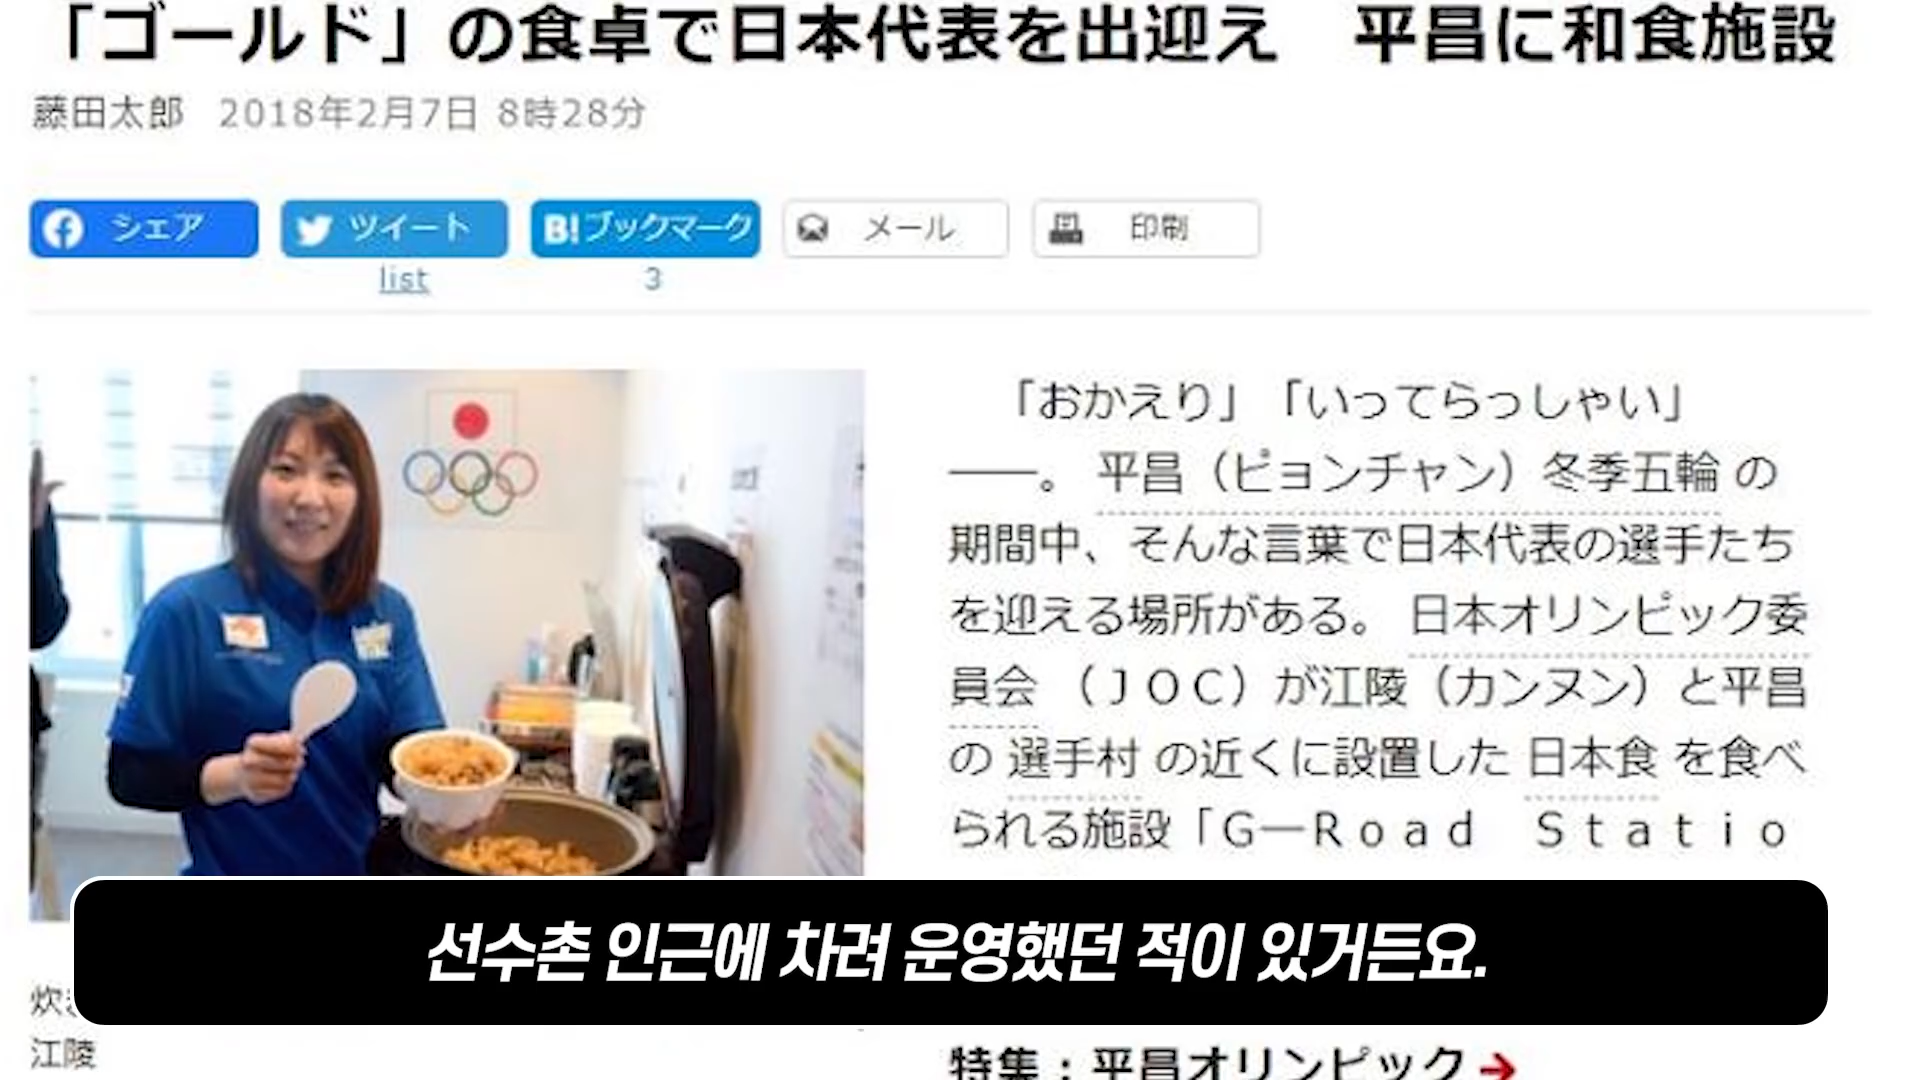 「ゴールド」の食卓で日本代表を出迎え　平昌に和食施設
藤田太郎 2018年2月7日 8時28分
シェア ツイート B!ブックマーク メール 印刷
list 3
「おかえり」「いってらっしゃい」
――。平昌（ピョンチャン）冬季五輪の
期間中、そんな言葉で日本代表の選手たち
を迎える場所がある。日本オリンピック委
員会（ＪＯＣ）が江陵（カンヌン）と平昌
の選手村の近くに設置した日本食を食べ
られる施設「Ｇ―Ｒｏａｄ　Ｓｔａｔｉｏ
선수촌 인근에 차려 운영했던 적이 있거든요.
炊
江陵
特集：平昌オリンピック→